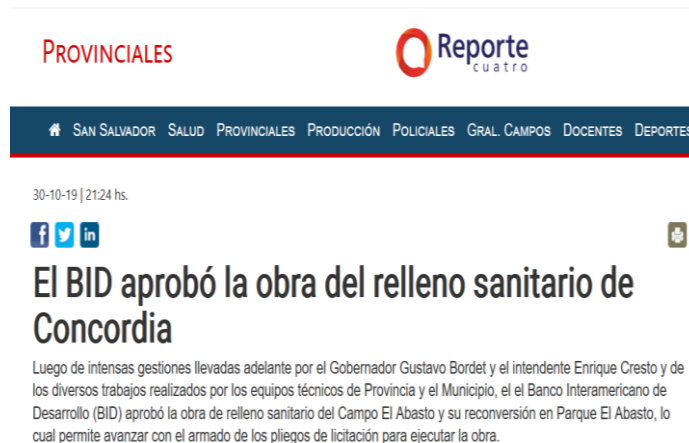 PROVINCIALES
Reporte
cuatro
SAN SALVADOR SALUD PROVINCIALES PRODUCCIÓN POLICIALES GRAL. CAMPOS DOCENTES DEPORTES
30-10-19 | 21:24 hs.
El BID aprobó la obra del relleno sanitario de
Concordia
Luego de intensas gestiones llevadas adelante por el Gobernador Gustavo Bordet y el intendente Enrique Cresto y de
los diversos trabajos realizados por los equipos técnicos de Provincia y el Municipio, el el Banco Interamericano de
Desarrollo (BID) aprobó la obra de relleno sanitario del Campo El Abasto y su reconversión en Parque El Abasto, lo
cual permite avanzar con el armado de los pliegos de licitación para ejecutar la obra.